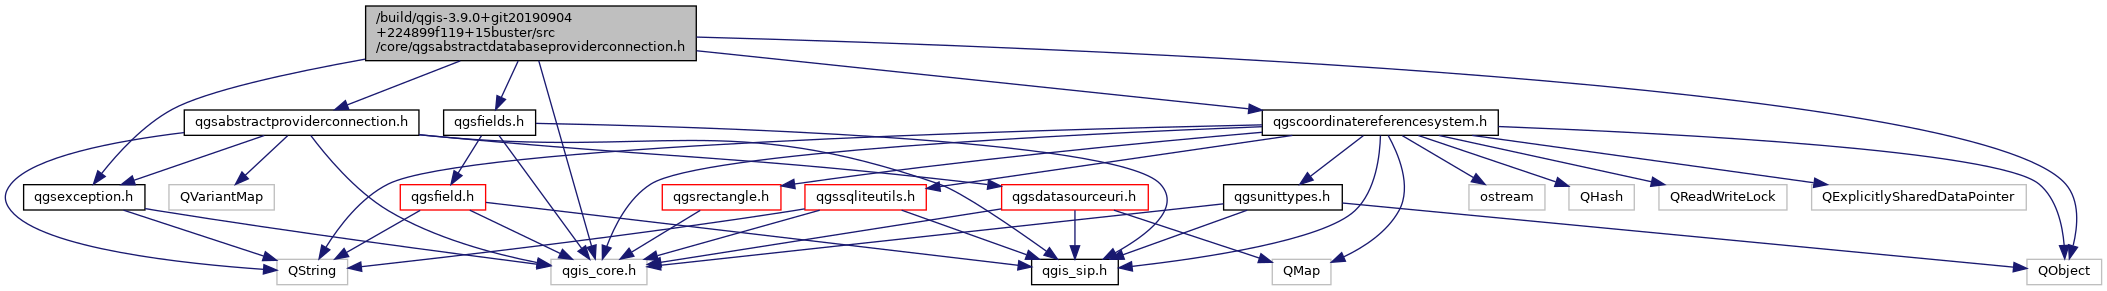 /build/qgis-3.9.0+git20190904
+224899f119+15buster/src
/core/qgsabstractdatabaseproviderconnection.h
qgsabstractproviderconnection.h
qgsfields.h
qgscoordinatereferencesystem.h
qgsexception.h
QVariantMap
qgsfield.h
qgsrectangle.h
qgssqliteutils.h
qgsdatasourceuri.h
qgsunittypes.h
ostream
QHash
QReadWriteLock
QExplicitlySharedDataPointer
QString
qgis_core.h
qgis_sip.h
QMap
QObject